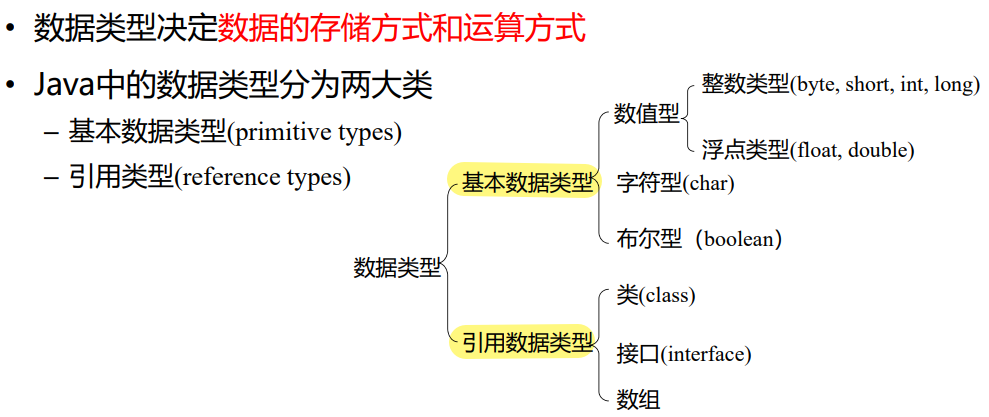 • 数据类型决定数据的存储方式和运算方式
• Java中的数据类型分为两大类
– 基本数据类型(primitive types)
– 引用类型(reference types)
数据类型
基本数据类型
数值型
整数类型(byte, short, int, long)
浮点类型(float, double)
字符型(char)
布尔型（boolean）
引用数据类型
类(class)
接口(interface)
数组